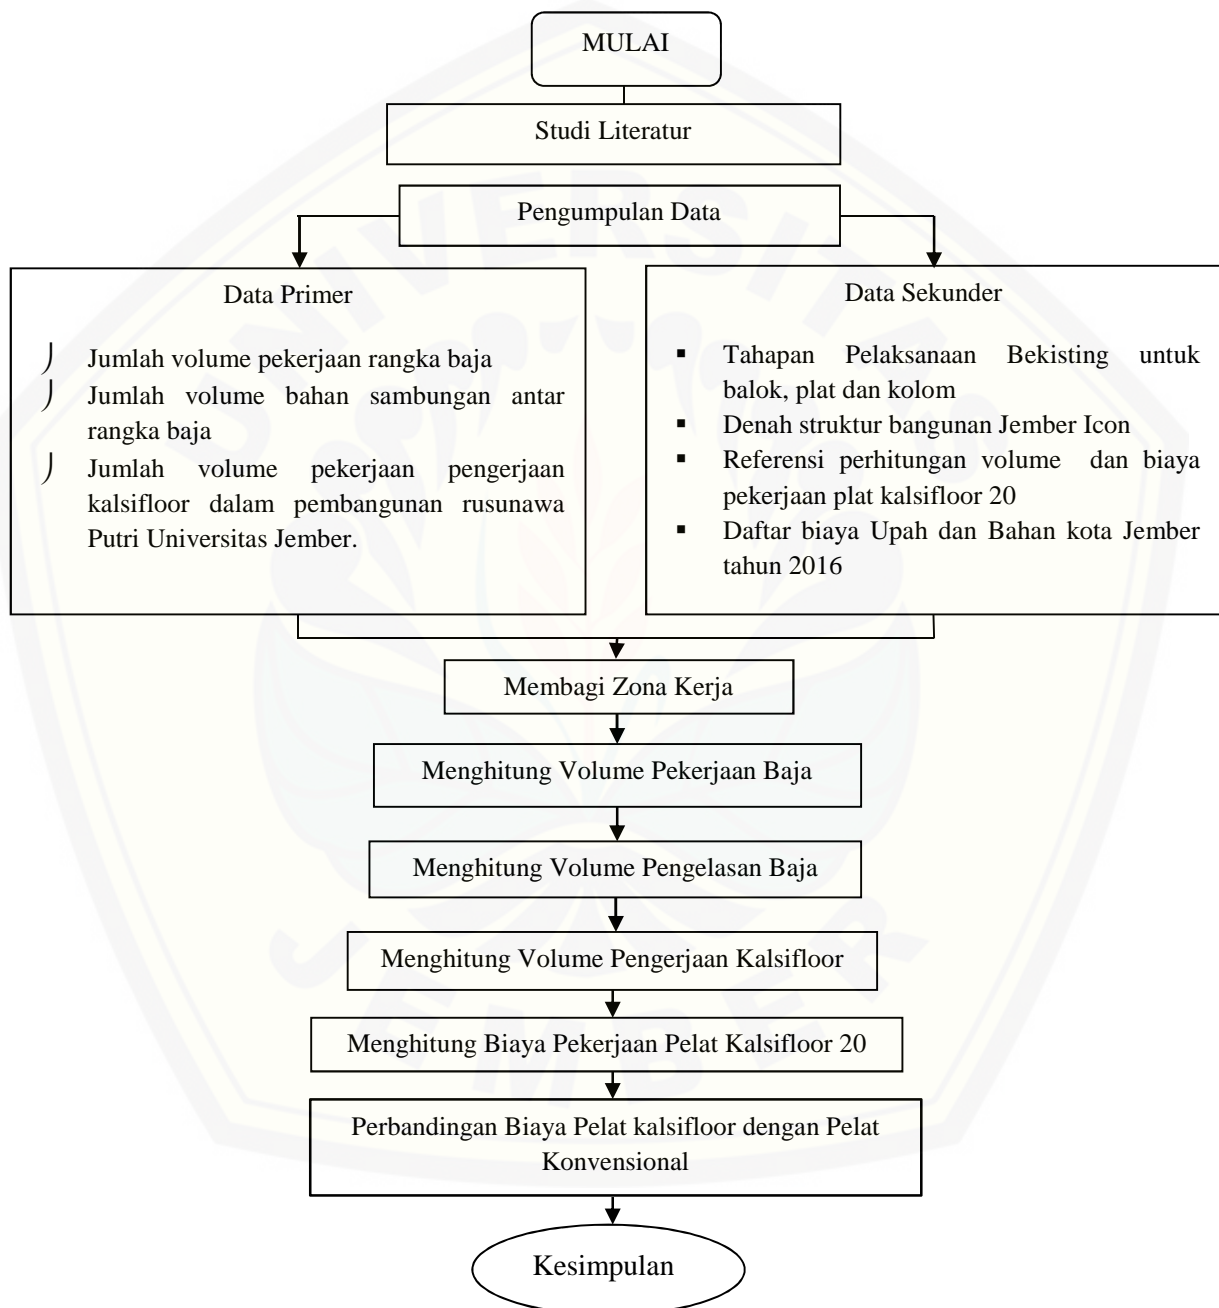 MULAI
Studi Literatur
Pengumpulan Data
Data Primer
Jumlah volume pekerjaan rangka baja
Jumlah volume bahan sambungan antar
rangka baja
Jumlah volume pekerjaan pengerjaan
kalsifloor dalam pembangunan rusunawa
Putri Universitas Jember.
Data Sekunder
▪ Tahapan Pelaksanaan Bekisting untuk
balok, plat dan kolom
▪ Denah struktur bangunan Jember Icon
▪ Referensi perhitungan volume dan biaya
pekerjaan plat kalsifloor 20
▪ Daftar biaya Upah dan Bahan kota Jember
tahun 2016
Membagi Zona Kerja
Menghitung Volume Pekerjaan Baja
Menghitung Volume Pengelasan Baja
Menghitung Volume Pengerjaan Kalsifloor
Menghitung Biaya Pekerjaan Pelat Kalsifloor 20
Perbandingan Biaya Pelat kalsifloor dengan Pelat
Konvensional
Kesimpulan
UNIVERSITAS
JEMBER